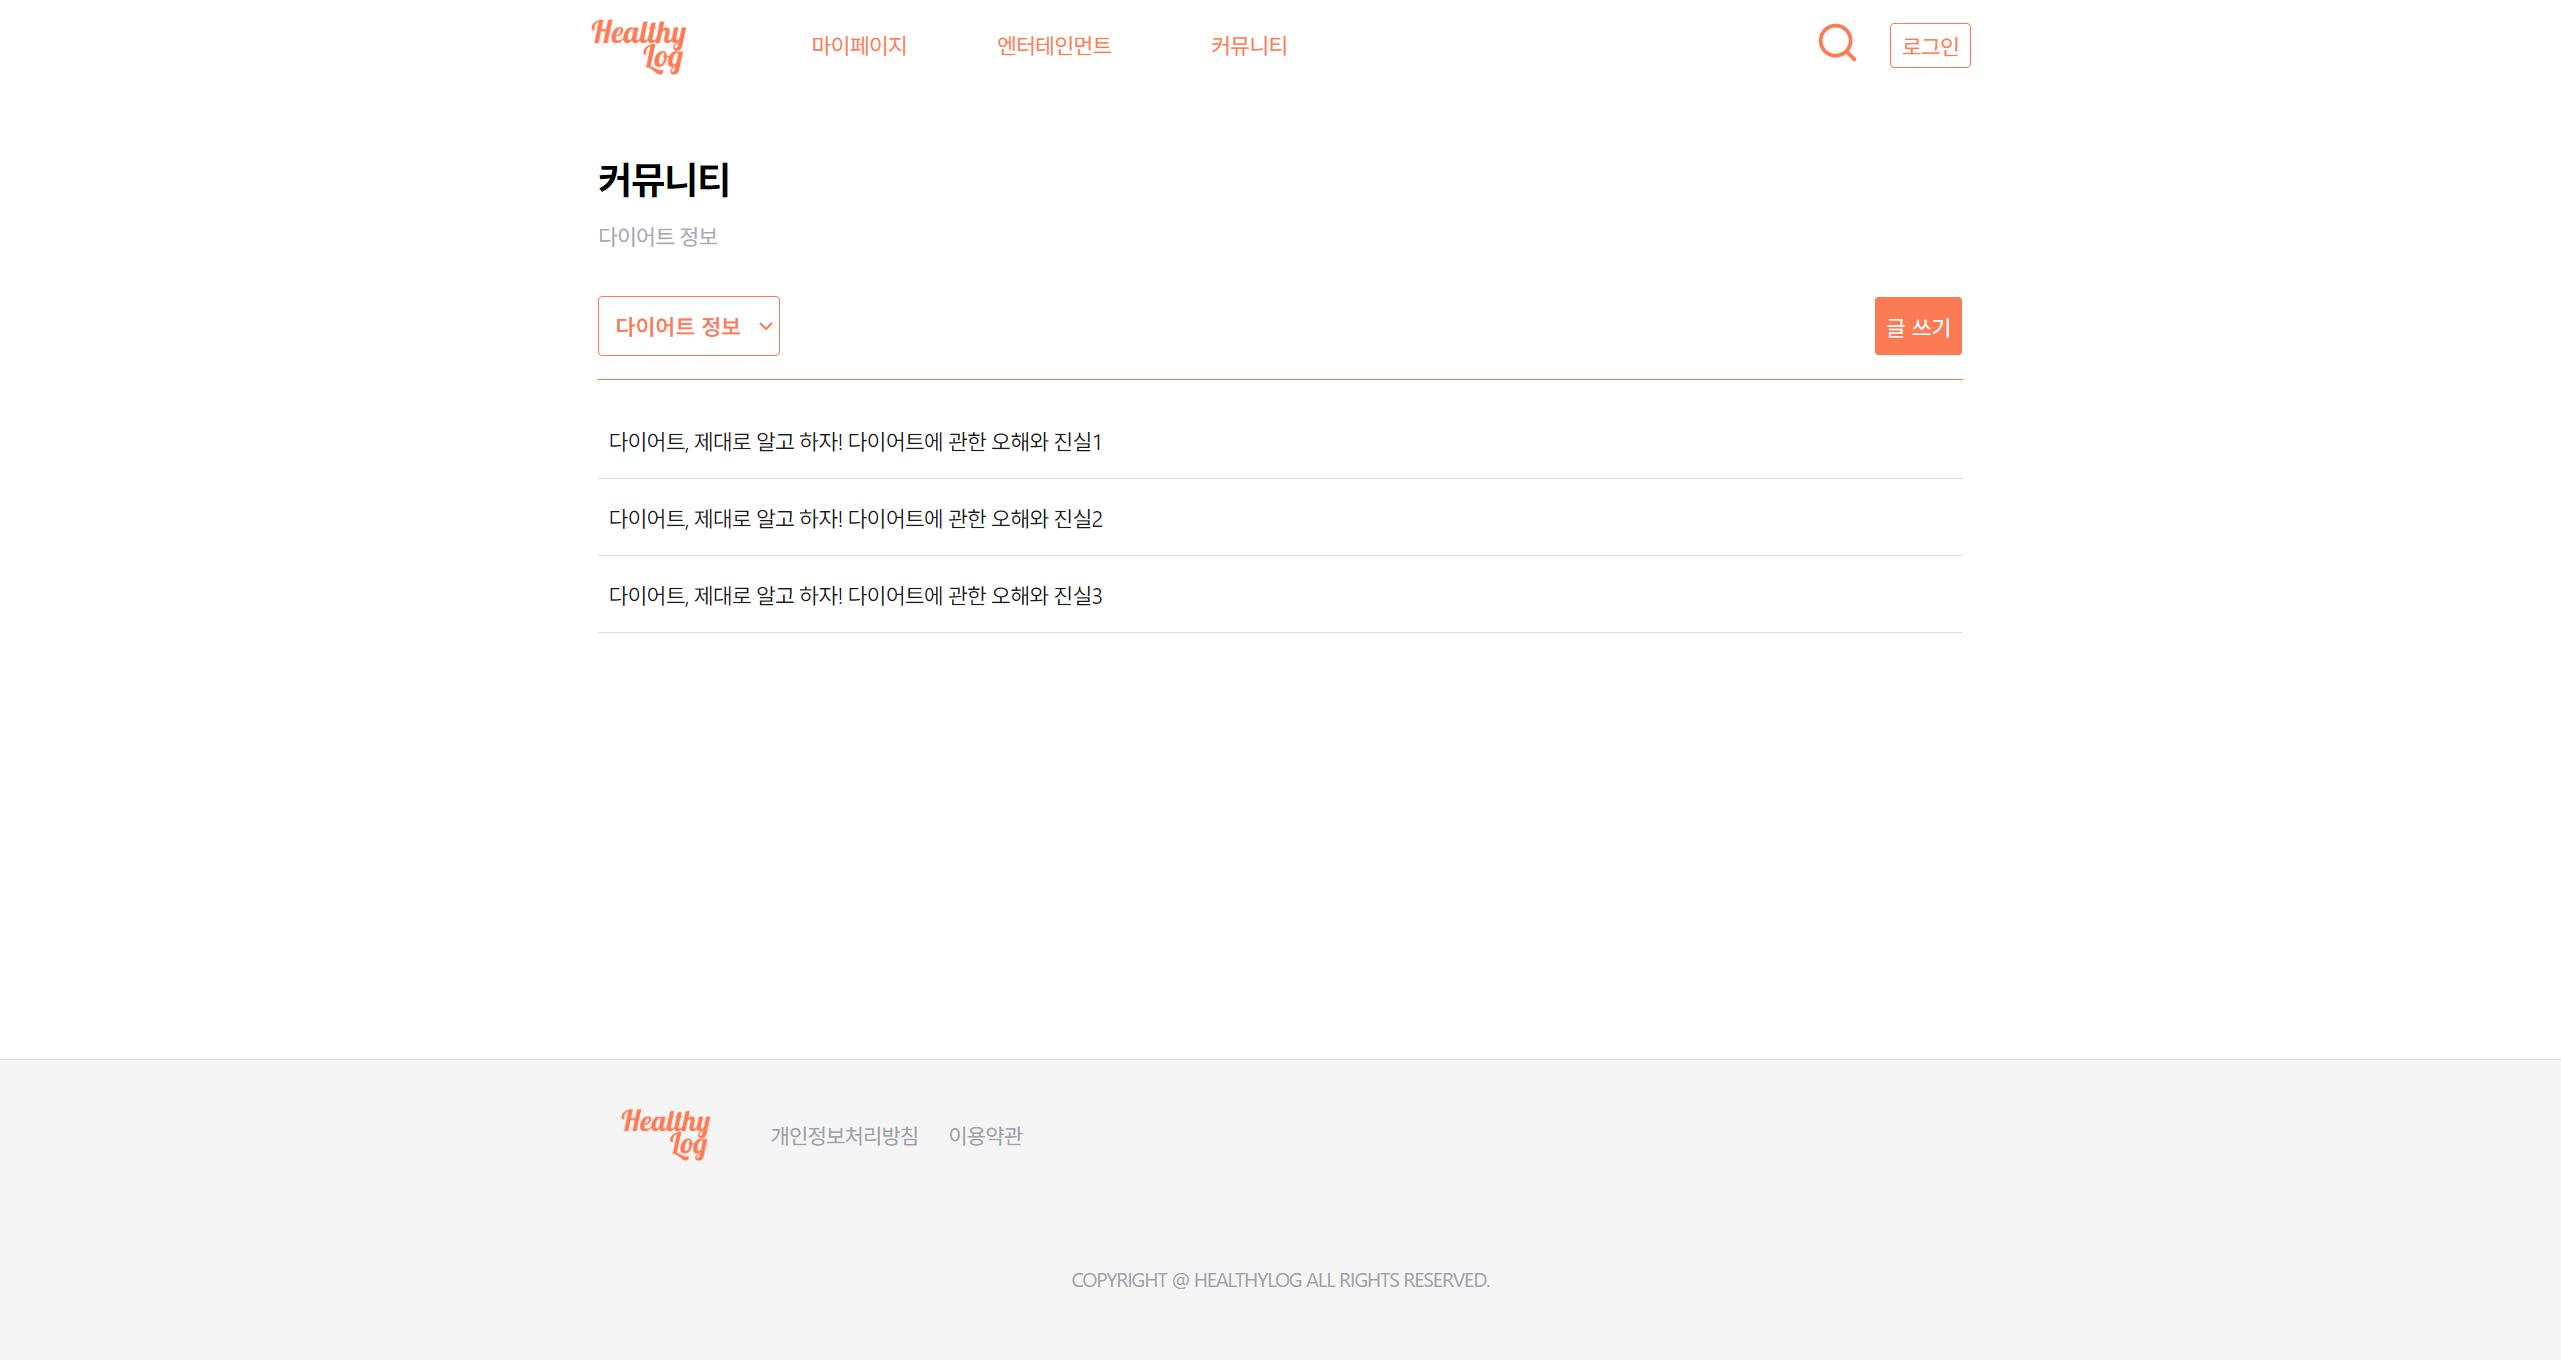 Healthy
Log
마이페이지 엔터테인먼트 커뮤니티 로그인
커뮤니티
다이어트 정보
다이어트 정보 글 쓰기
다이어트, 제대로 알고 하자! 다이어트에 관한 오해와 진실1
다이어트, 제대로 알고 하자! 다이어트에 관한 오해와 진실2
다이어트, 제대로 알고 하자! 다이어트에 관한 오해와 진실3
Healthy
Log
개인정보처리방침 이용약관
COPYRIGHT @ HEALTHYLOG ALL RIGHTS RESERVED.